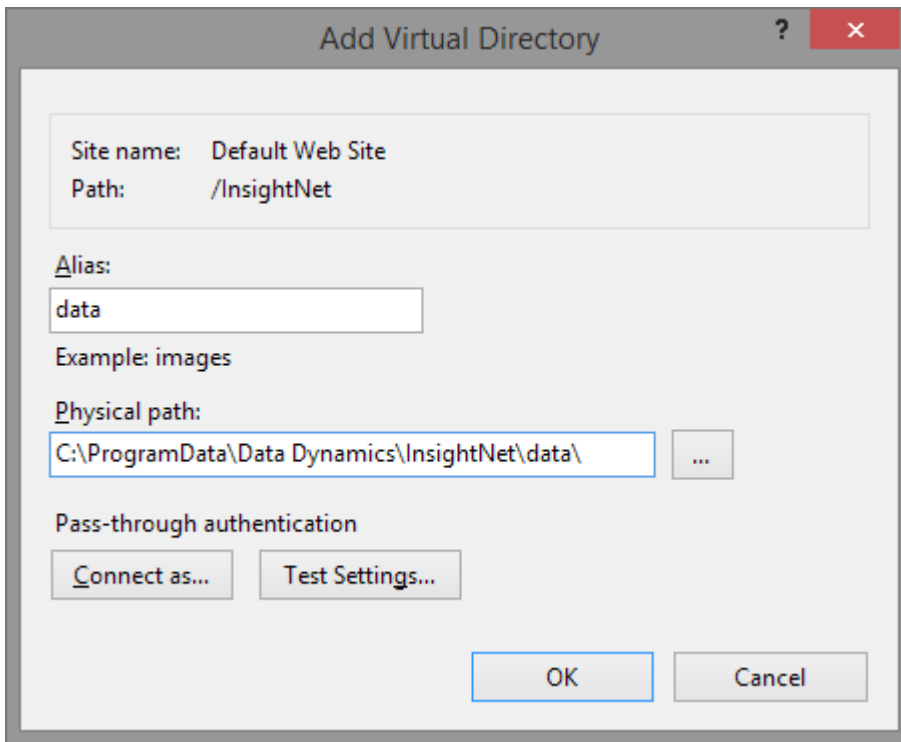 Add Virtual Directory
?
×
Site name: Default Web Site
Path: /InsightNet
Alias:
data
Example: images
Physical path:
C:\ProgramData\Data Dynamics\InsightNet\data\
...
Pass-through authentication
Connect as... Test Settings...
OK Cancel